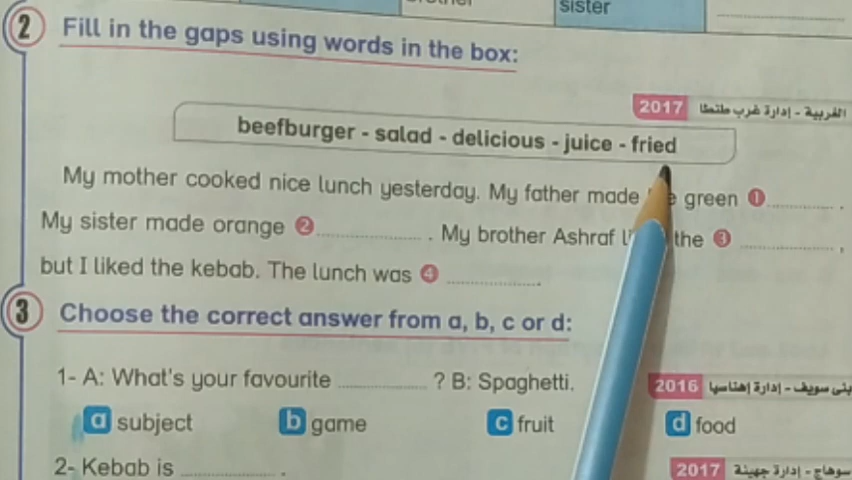 sister
2 Fill in the gaps using words in the box:
2017 الغربية - إدارة غرب طنطا
beefburger - salad - delicious - juice - fried
My mother cooked nice lunch yesterday. My father made green 1 .......... .
My sister made orange 2 .......... . My brother Ashraf the 3 .......... ,
but I liked the kebab. The lunch was 4 .......... .
3 Choose the correct answer from a, b, c or d:
1- A: What's your favourite .......... ? B: Spaghetti. 2016 بنى سويف - إدارة إهناسيا
a subject b game c fruit d food
2- Kebab is .......... . 2017 سوهاج - إدارة جهينة